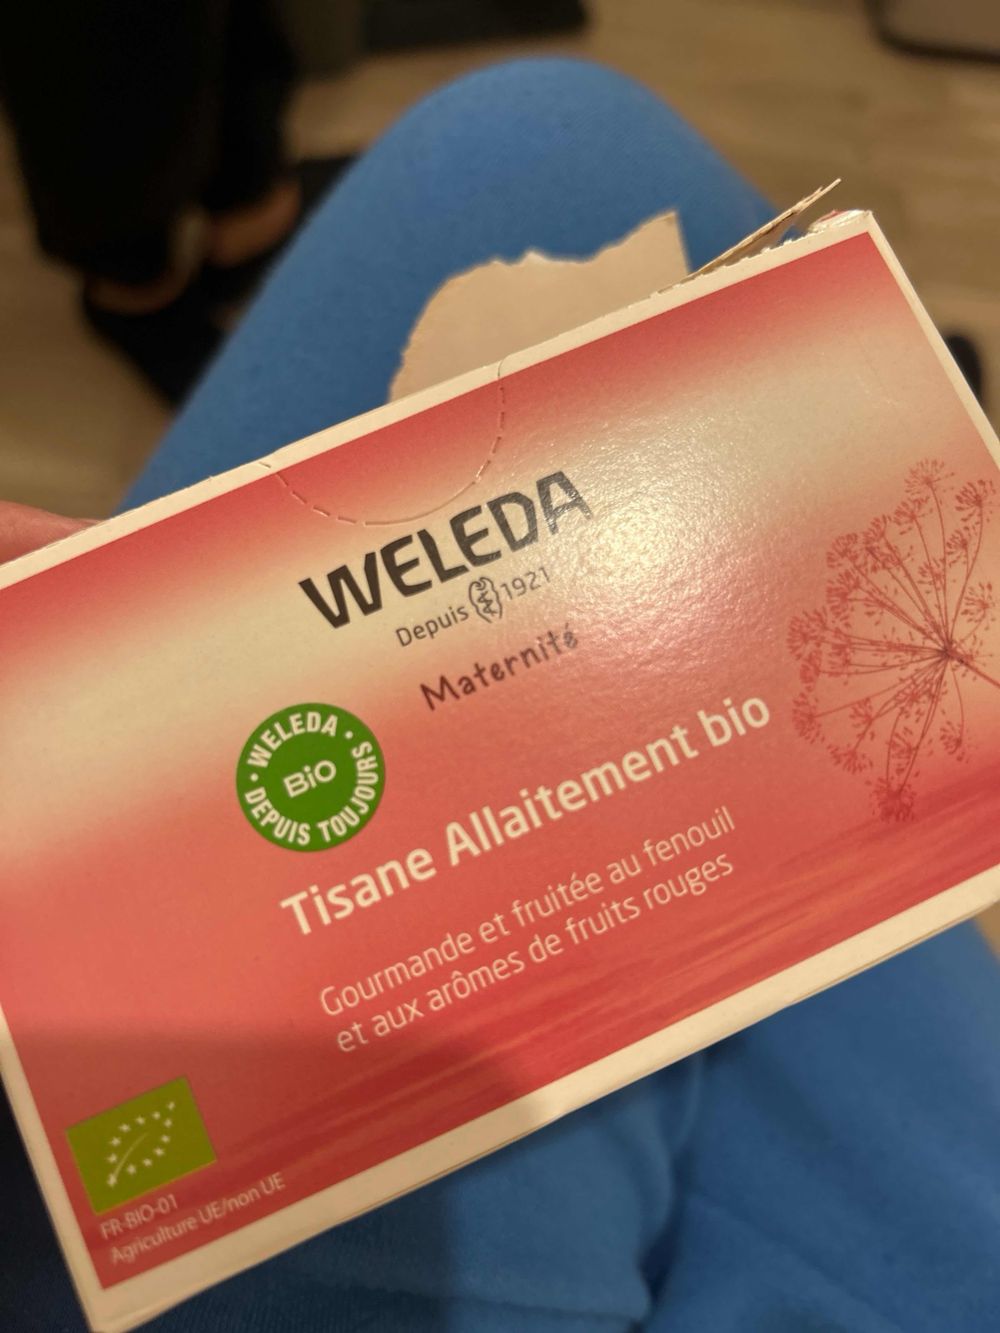 WELEDA
Depuis 1921
Maternité
WELEDA • DEPUIS TOUJOURS •
BiO
Tisane Allaitement bio
Gourmande et fruitée au fenouil
et aux arômes de fruits rouges
FR-BIO-01
Agriculture UE/non UE